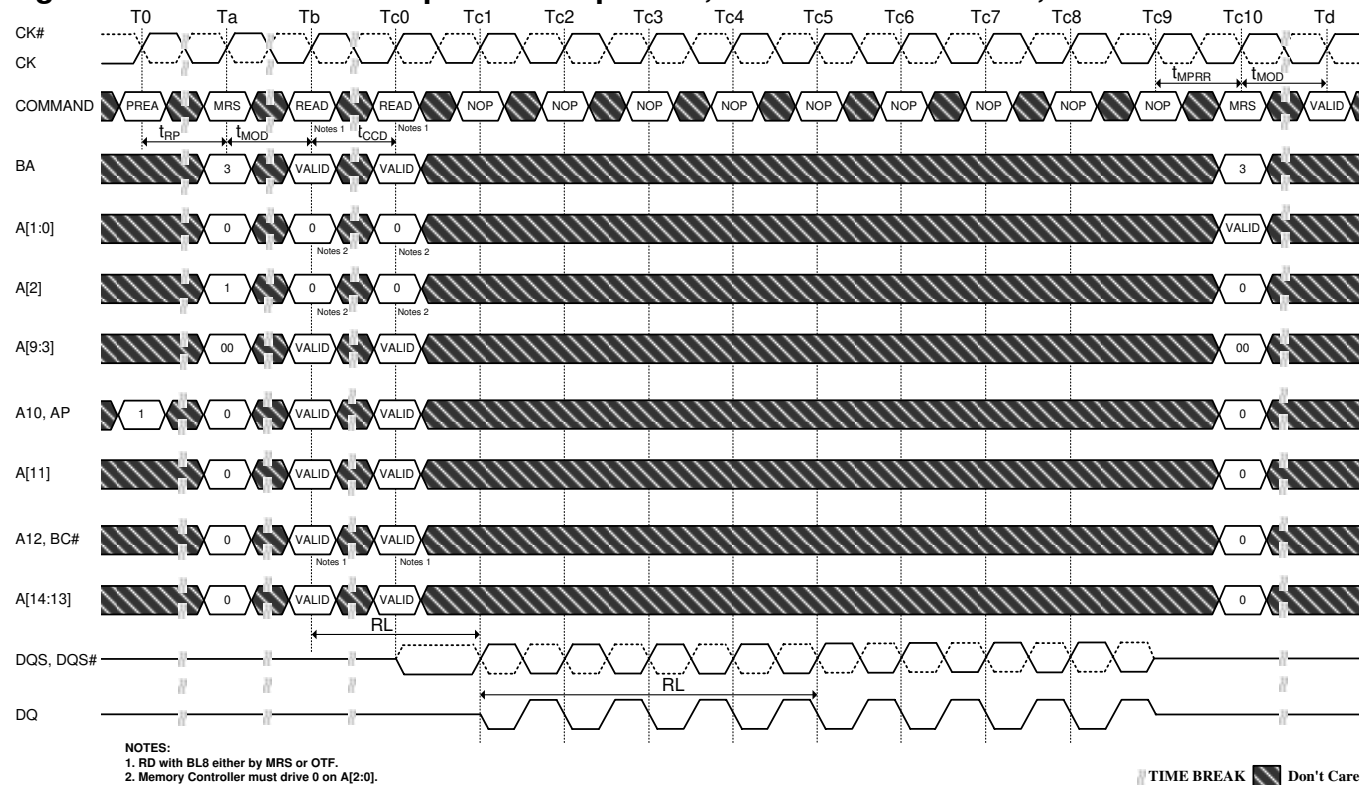 T0 Ta Tb Tc0 Tc1 Tc2 Tc3 Tc4 Tc5 Tc6 Tc7 Tc8 Tc9 Tc10 Td
CK#
CK
tMPRR tMOD
COMMAND PREA MRS READ READ NOP NOP NOP NOP NOP NOP NOP NOP NOP MRS VALID
Notes 1 Notes 1
tRP tMOD tCCD
BA 3 VALID VALID 3
A[1:0] 0 0 0 VALID
Notes 2 Notes 2
A[2] 1 0 0 0
Notes 2 Notes 2
A[9:3] 00 VALID VALID 00
A10, AP 1 0 VALID VALID 0
A[11] 0 VALID VALID 0
A12, BC# 0 VALID VALID 0
Notes 1 Notes 1
A[14:13] 0 VALID VALID 0
RL
DQS, DQS#
RL
DQ
NOTES:
1. RD with BL8 either by MRS or OTF.
2. Memory Controller must drive 0 on A[2:0].
TIME BREAK Don't Care